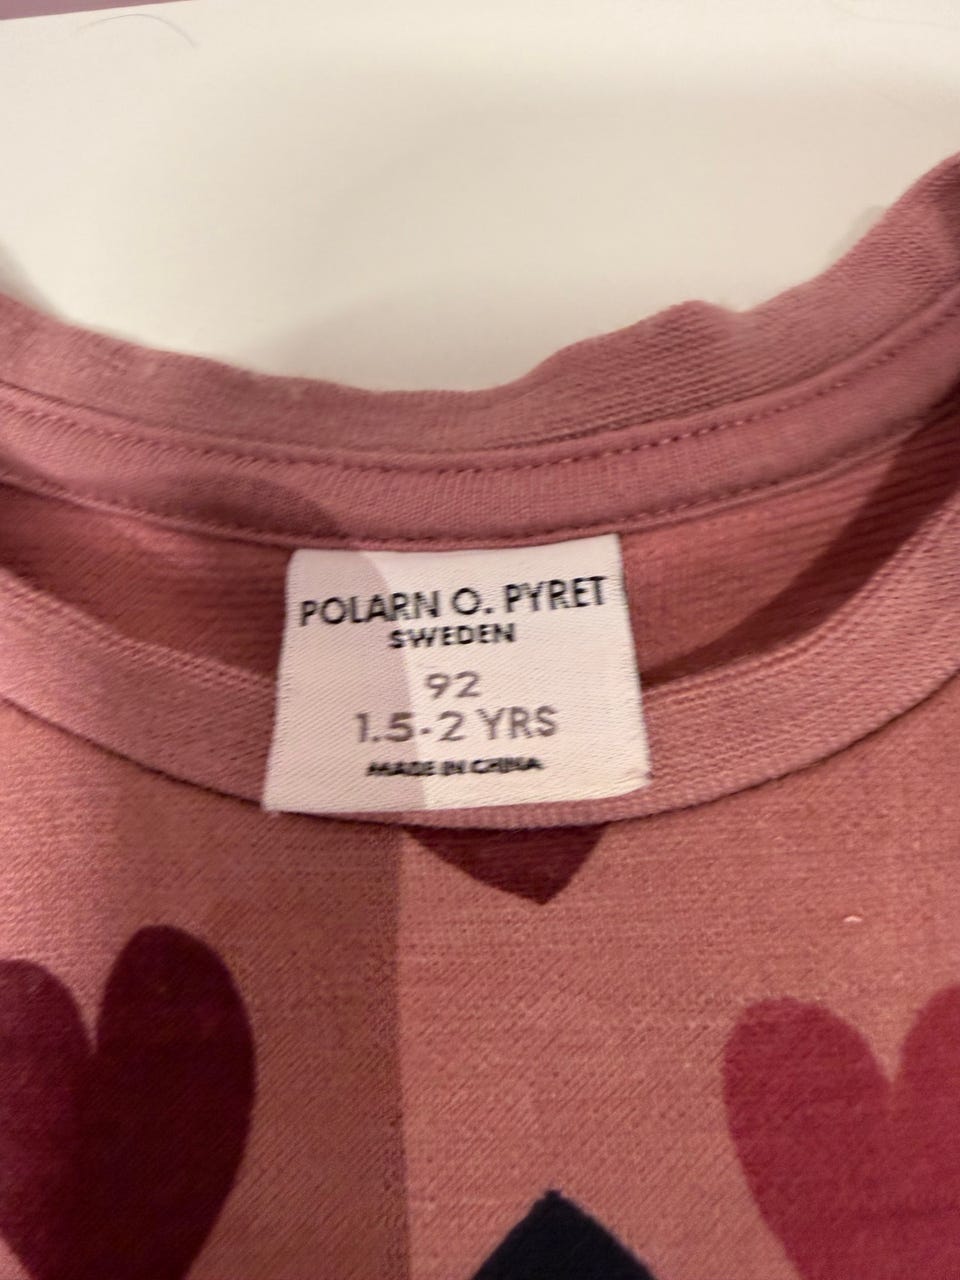 POLARN O. PYRET
SWEDEN
92
1.5-2 YRS
MADE IN CHINA